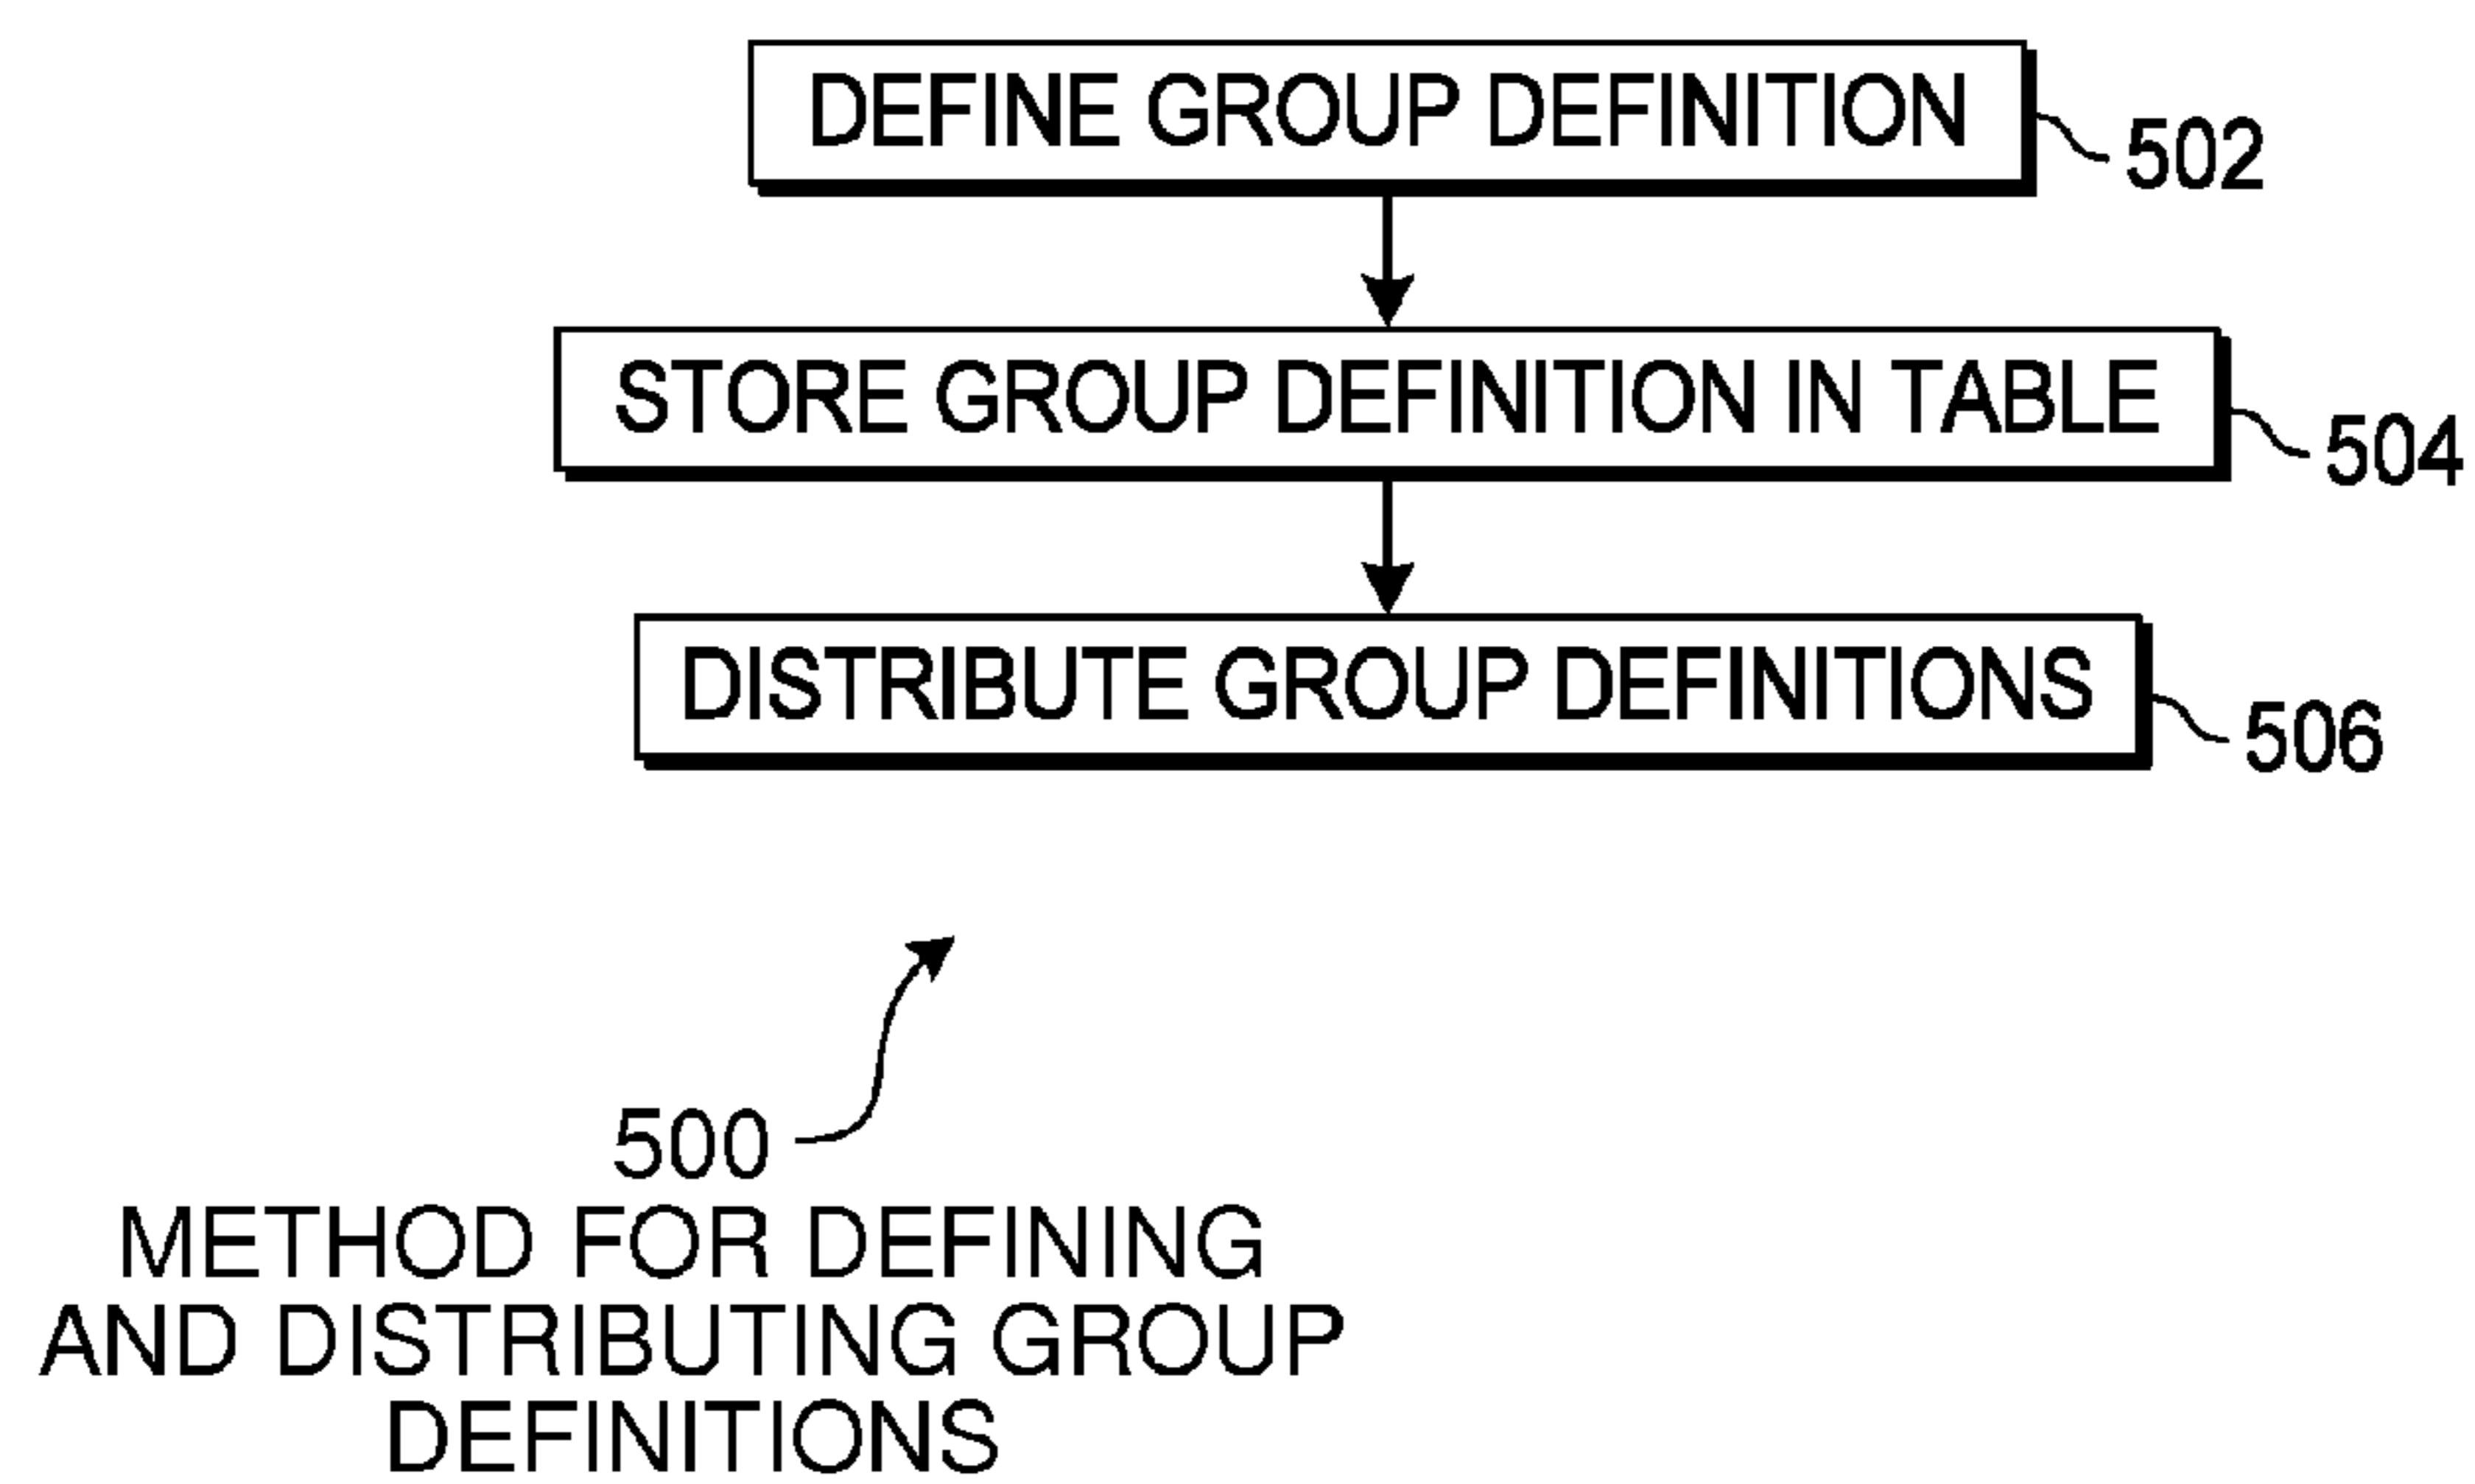 DEFINE GROUP DEFINITION
502
STORE GROUP DEFINITION IN TABLE
504
DISTRIBUTE GROUP DEFINITIONS
506
500
METHOD FOR DEFINING
AND DISTRIBUTING GROUP
DEFINITIONS